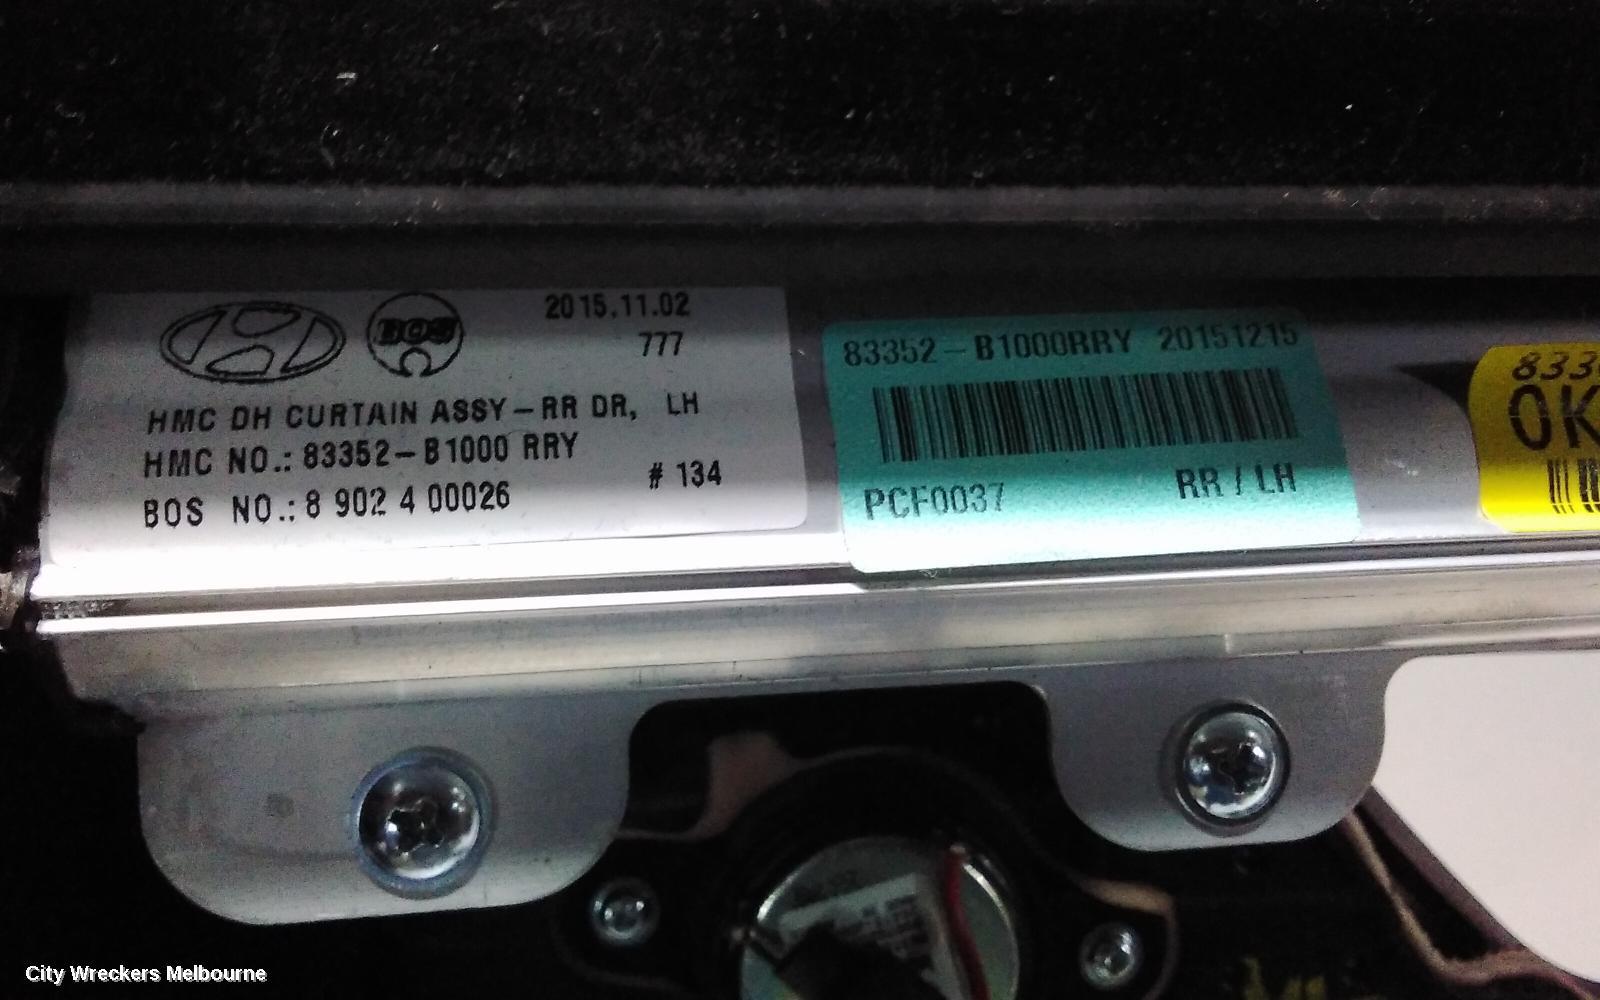 BOS
2015.11.02
777
HMC DH CURTAIN ASSY-RR DR, LH
HMC NO.: 83352-B1000 RRY
BOS NO.: 8 902 4 00026
# 134
83352-B1000RRY 20151215
PCF0037
RR / LH
OK
City Wreckers Melbourne